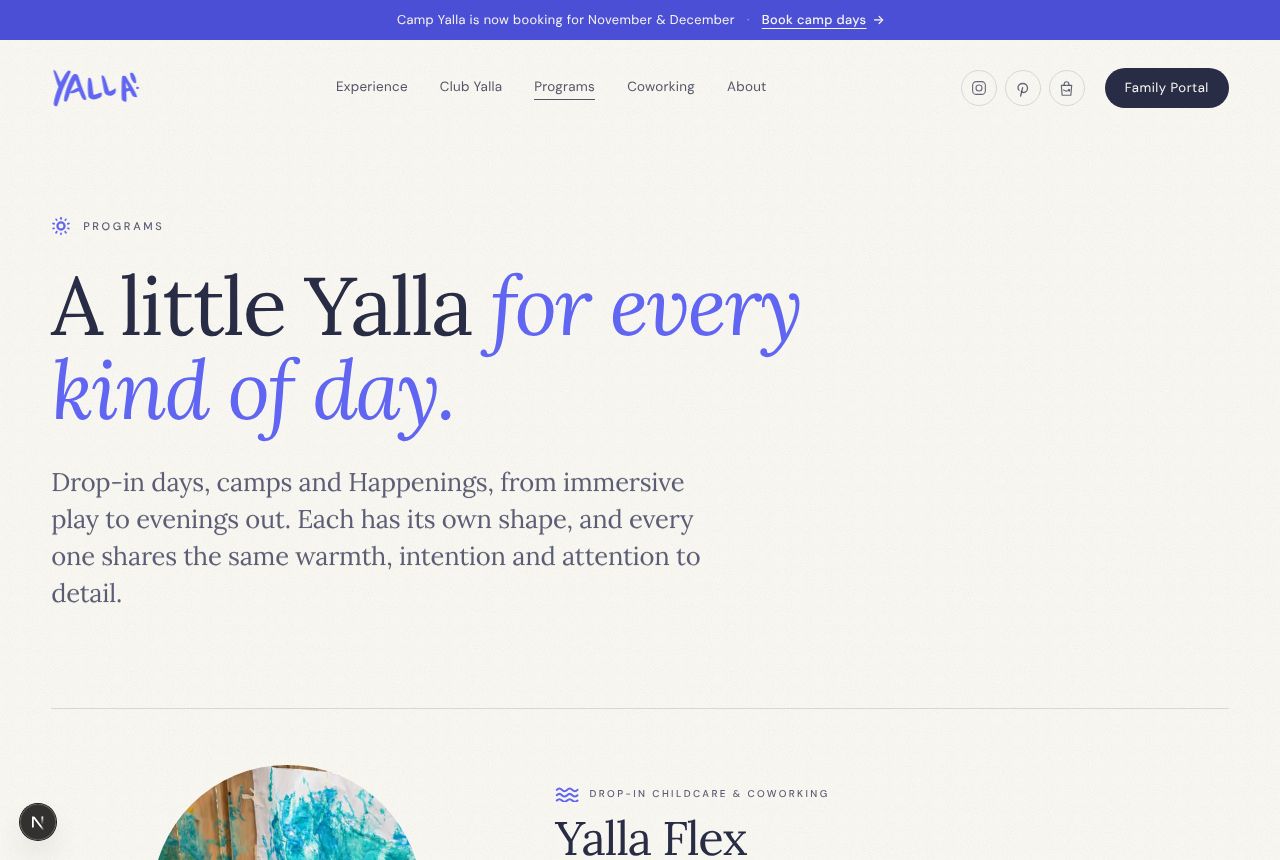 Camp Yalla is now booking for November & December · Book camp days →
YALLA
Experience Club Yalla Programs Coworking About Family Portal
PROGRAMS
A little Yalla for every
kind of day.
Drop-in days, camps and Happenings, from immersive
play to evenings out. Each has its own shape, and every
one shares the same warmth, intention and attention to
detail.
DROP-IN CHILDCARE & COWORKING
Yalla Flex
N